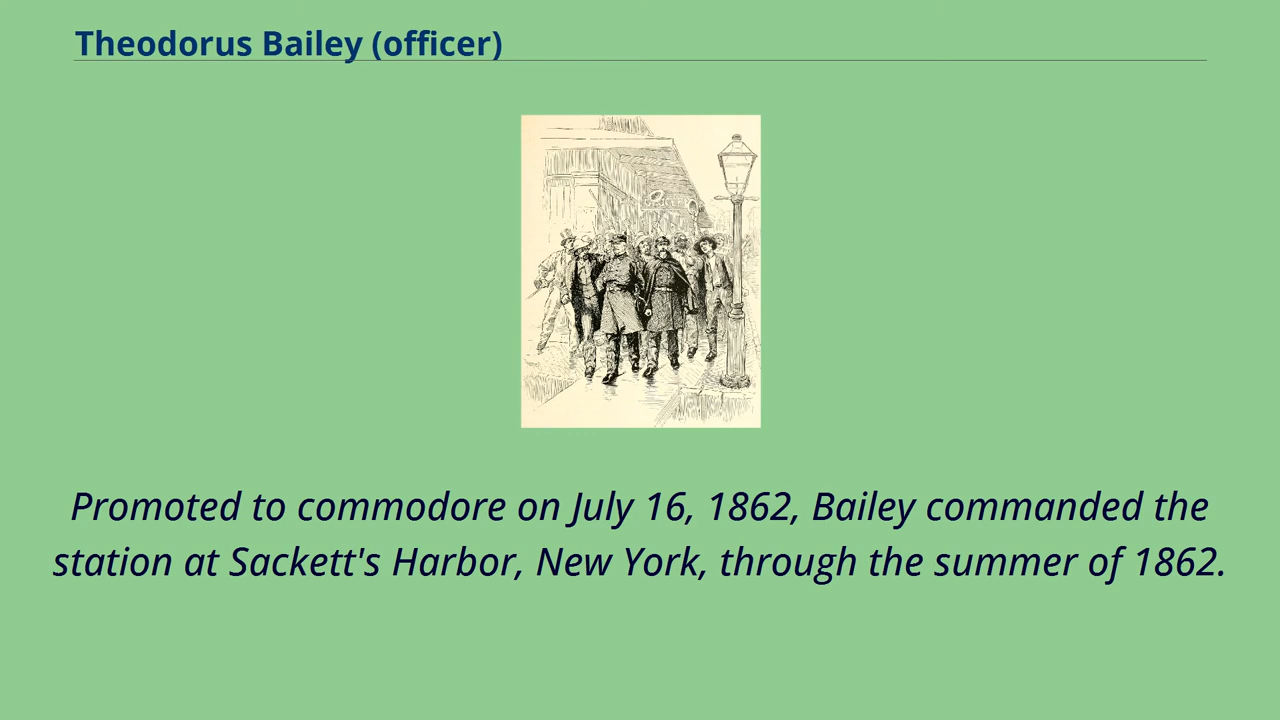 Theodorus Bailey (officer)
Promoted to commodore on July 16, 1862, Bailey commanded the
station at Sackett's Harbor, New York, through the summer of 1862.